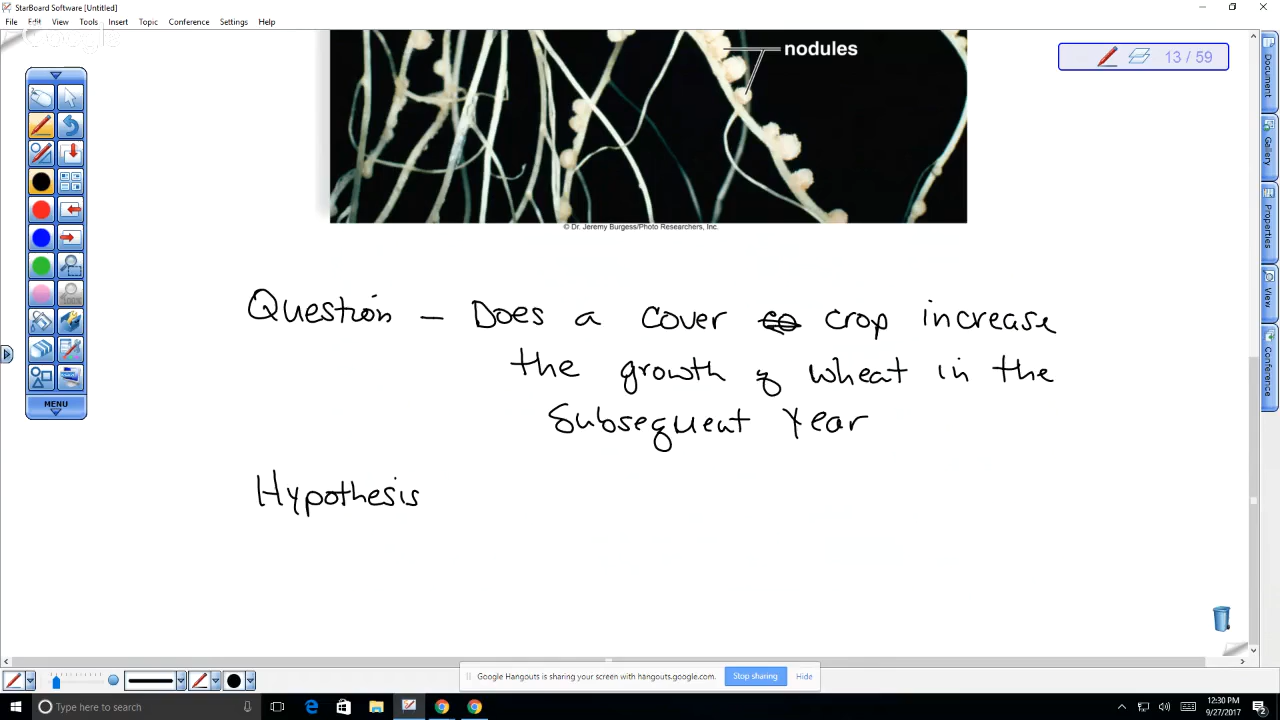 StarBoard Software [Untitled]
File Edit View Tools Insert Topic Conference Settings Help
nodules
13 / 59
Document
Gallery
Properties
View
Conference
MENU
© Dr. Jeremy Burgess/Photo Researchers, Inc.
Question – Does a cover crop increase
the growth of wheat in the
Subsequent Year
Hypothesis
Google Hangouts is sharing your screen with hangouts.google.com. Stop sharing Hide
Type here to search
12:30 PM
9/27/2017
2